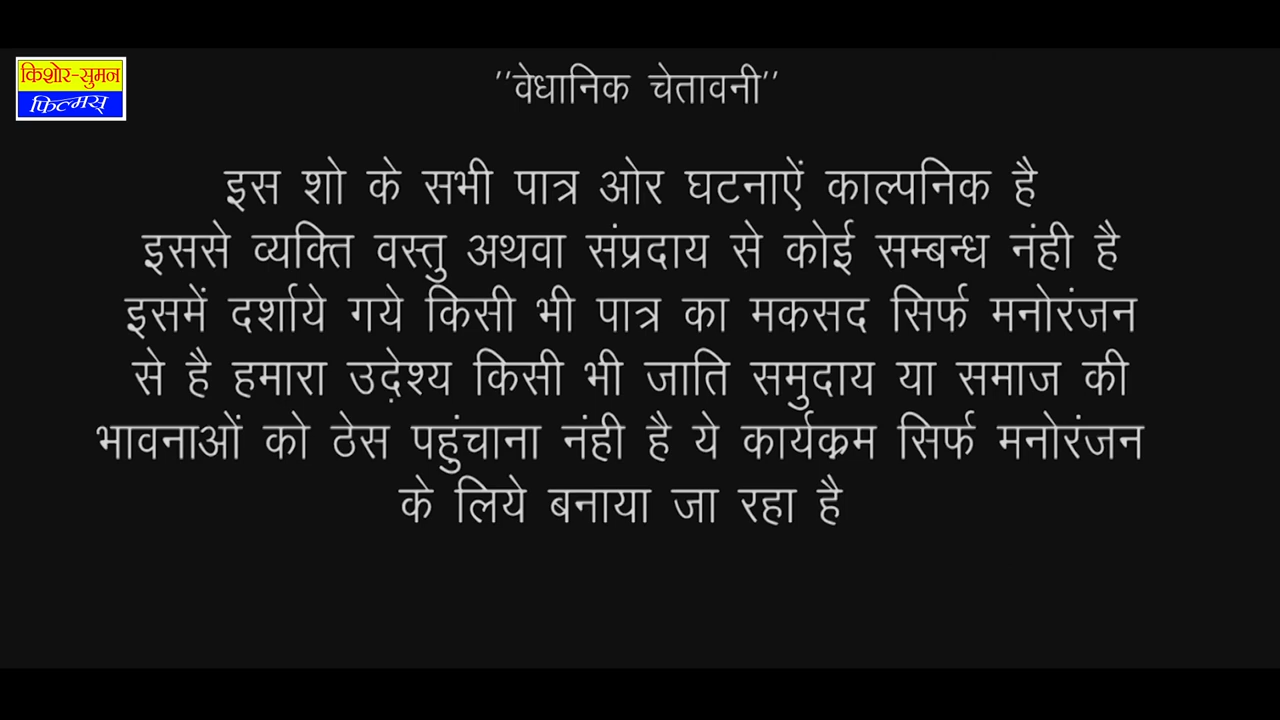 किशोर-सुमन
फिल्मस्
''वेधानिक चेतावनी''
इस शो के सभी पात्र ओर घटनाऐं काल्पनिक है
इससे व्यक्ति वस्तु अथवा संप्रदाय से कोई सम्बन्ध नंही है
इसमें दर्शाये गये किसी भी पात्र का मकसद सिर्फ मनोरंजन
से है हमारा उदे़श्य किसी भी जाति समुदाय या समाज की
भावनाओं को ठेस पहुंचाना नंही है ये कार्यक्रम सिर्फ मनोरंजन
के लिये बनाया जा रहा है